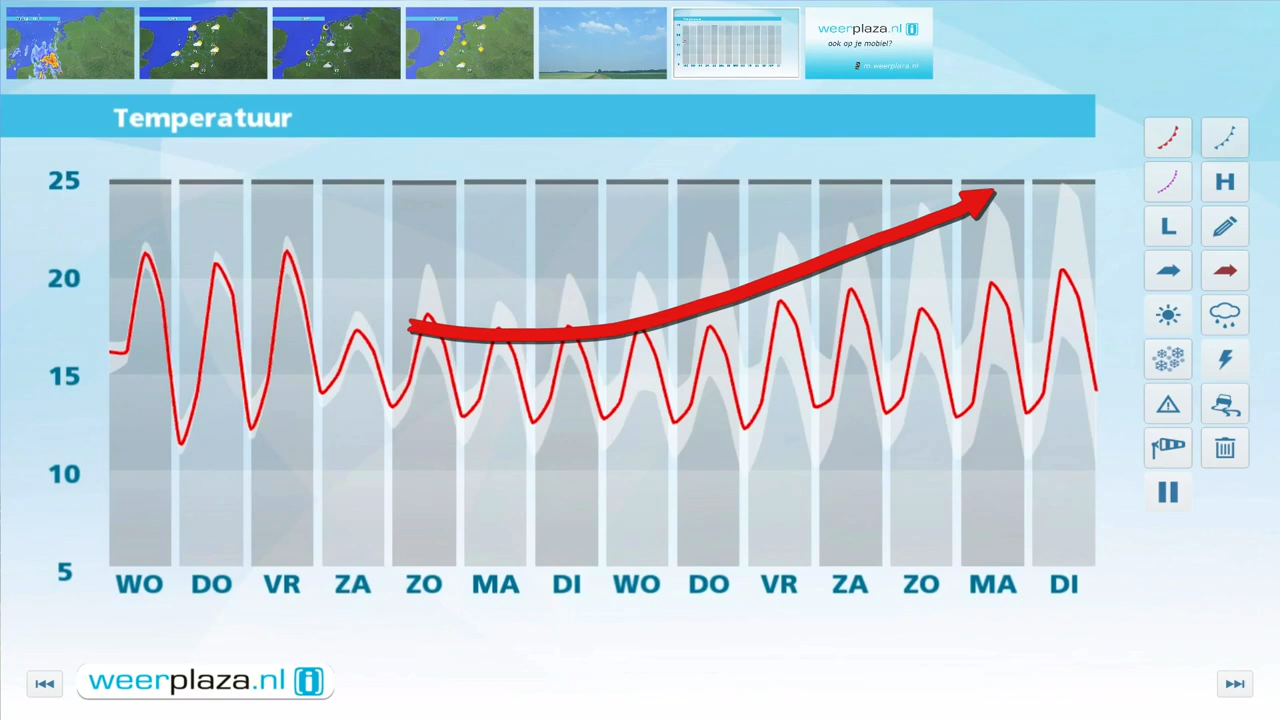 weerplaza.nl i
ook op je mobiel?
m.weerplaza.nl
Temperatuur
25
20
15
10
5
WO DO VR ZA ZO MA DI WO DO VR ZA ZO MA DI
H
L
weerplaza.nl i